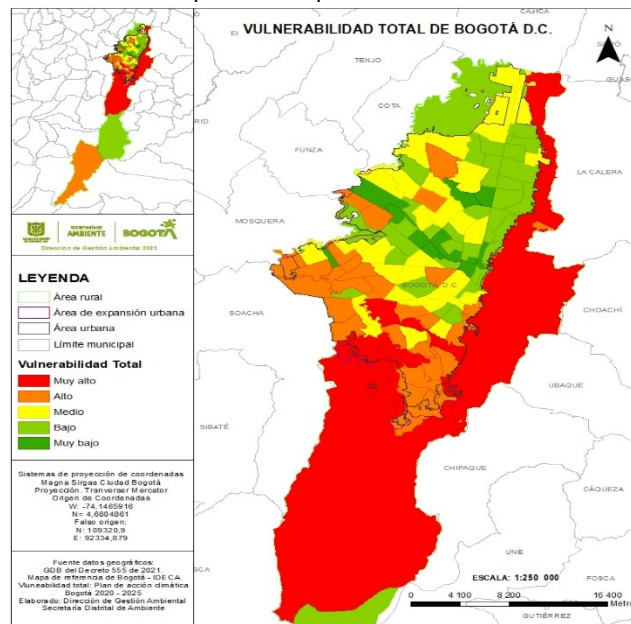 VULNERABILIDAD TOTAL DE BOGOTÁ D.C.
N
CAJICÁ
TENJO
COTA
FUNZA
MOSQUERA
LA CALERA
SOACHA
BOGOTÁ, D.C.
CHOACHÍ
UBAQUE
SIBATÉ
CHIPAQUE
CÁQUEZA
UNE
FOSCA
GUTIÉRREZ
ESCALA: 1:250 000
0 4 100 8 200 16 400
Metro
AMBIENTE
BOGOTÁ
Dirección de Gestión Ambiental 2023
LEYENDA
Área rural
Área de expansión urbana
Área urbana
Límite municipal
Vulnerabilidad Total
Muy alto
Alto
Medio
Bajo
Muy bajo
Sistemas de proyección de coordenadas
Magna Sirgas Ciudad Bogotá
Proyección. Tranverser Mercator
Origen de Coordenadas
W: -74,1465916
N= 4,6804861
Falso origen:
N: 109320,9
E: 92334,879
Fuente datos geográficos:
GDB del Decreto 555 de 2021.
Mapa de referencia de Bogotá - IDECA
Vluneabilidad total: Plan de acción climática
Bogotá 2020 - 2025
Elaborado: Dirección de Gestión Ambiental
Secretaría Distrital de Ambiente